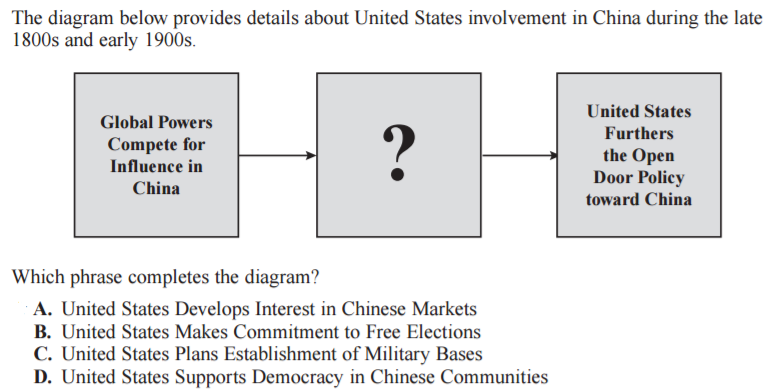 The diagram below provides details about United States involvement in China during the late
1800s and early 1900s.
Global Powers
Compete for
Influence in
China
?
United States
Furthers
the Open
Door Policy
toward China
Which phrase completes the diagram?
A. United States Develops Interest in Chinese Markets
B. United States Makes Commitment to Free Elections
C. United States Plans Establishment of Military Bases
D. United States Supports Democracy in Chinese Communities